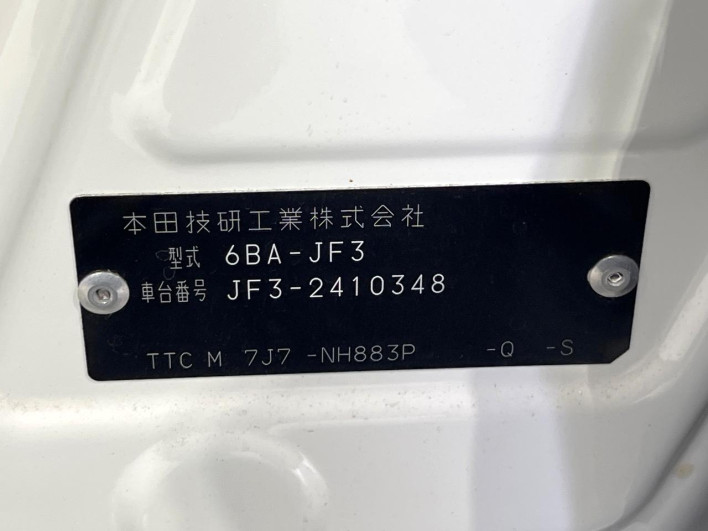 本田技研工業株式会社
型式 6BA-JF3
車台番号 JF3-2410348
TTC M 7J7 -NH883P -Q -S